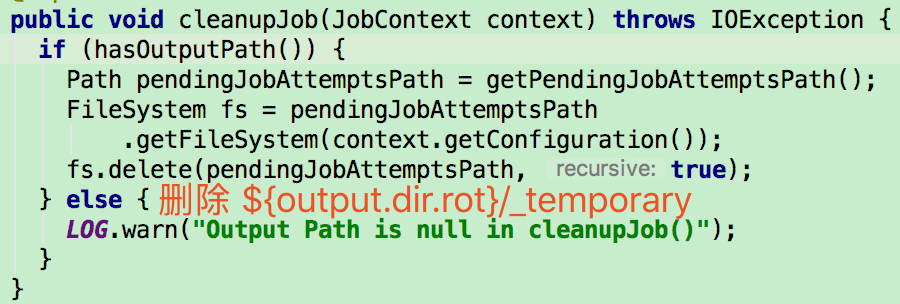 public void cleanupJob(JobContext context) throws IOException {
if (hasOutputPath()) {
Path pendingJobAttemptsPath = getPendingJobAttemptsPath();
FileSystem fs = pendingJobAttemptsPath
.getFileSystem(context.getConfiguration());
fs.delete(pendingJobAttemptsPath, recursive: true);
} else { 删除 ${output.dir.rot}/_temporary
LOG.warn("Output Path is null in cleanupJob()");
}
}